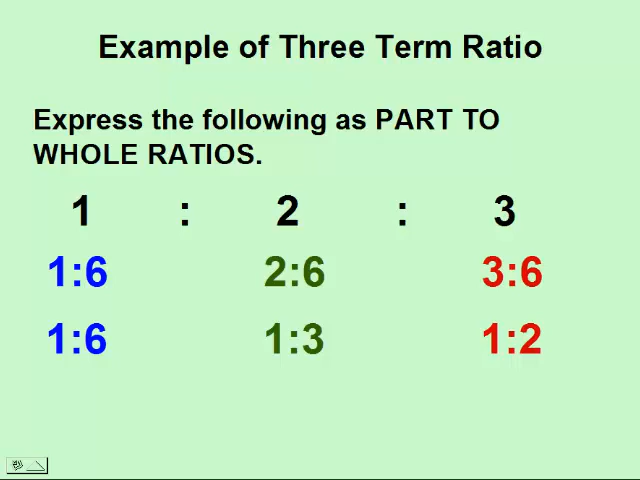 Example of Three Term Ratio
Express the following as PART TO
WHOLE RATIOS.
1 : 2 : 3
1:6 2:6 3:6
1:6 1:3 1:2